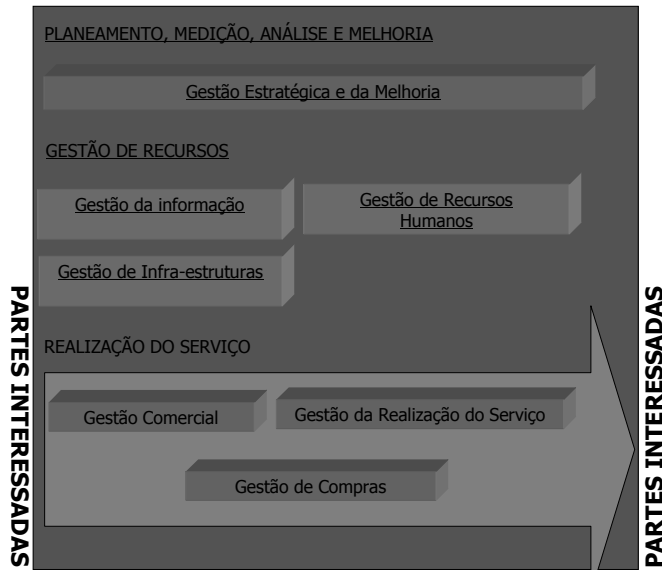 PLANEAMENTO, MEDIÇÃO, ANÁLISE E MELHORIA
Gestão Estratégica e da Melhoria
GESTÃO DE RECURSOS
Gestão da informação
Gestão de Recursos
Humanos
Gestão de Infra-estruturas
PARTES INTERESSADAS
REALIZAÇÃO DO SERVIÇO
Gestão Comercial
Gestão da Realização do Serviço
Gestão de Compras
PARTES INTERESSADAS